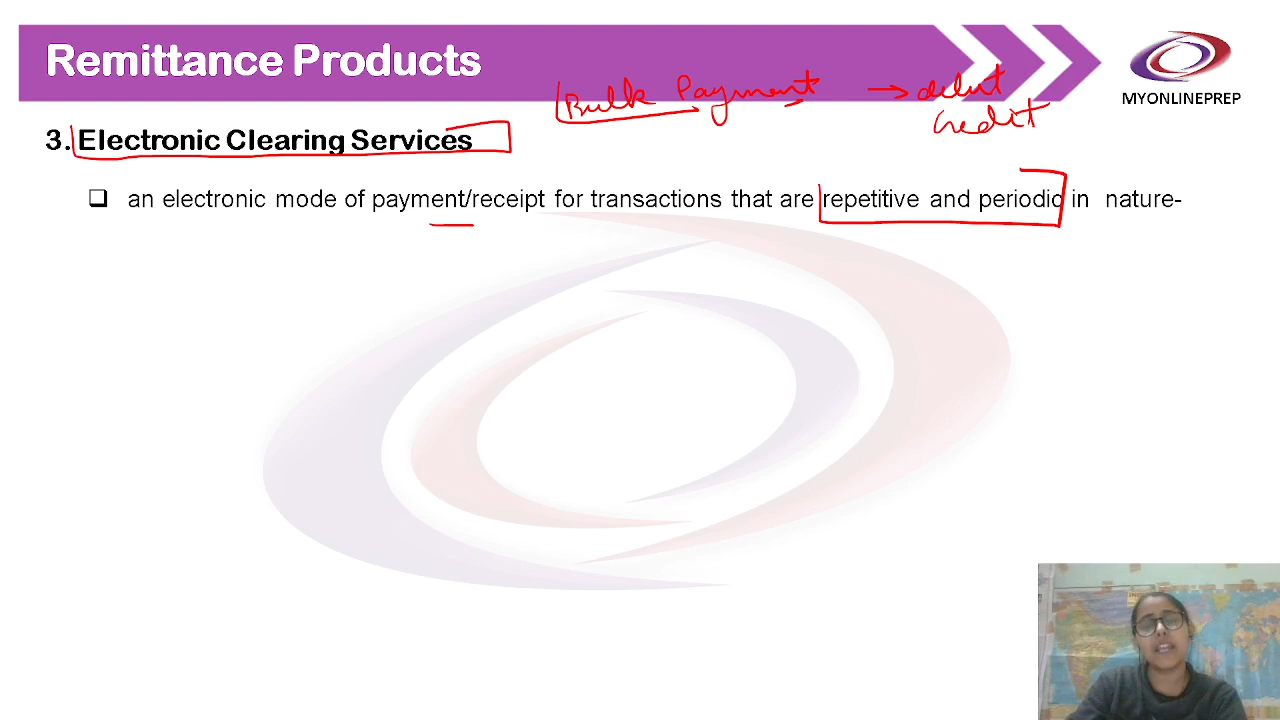 Remittance Products
MYONLINEPREP
Bulk Payment → debit
credit
3. Electronic Clearing Services
❑ an electronic mode of payment/receipt for transactions that are repetitive and periodic in nature-